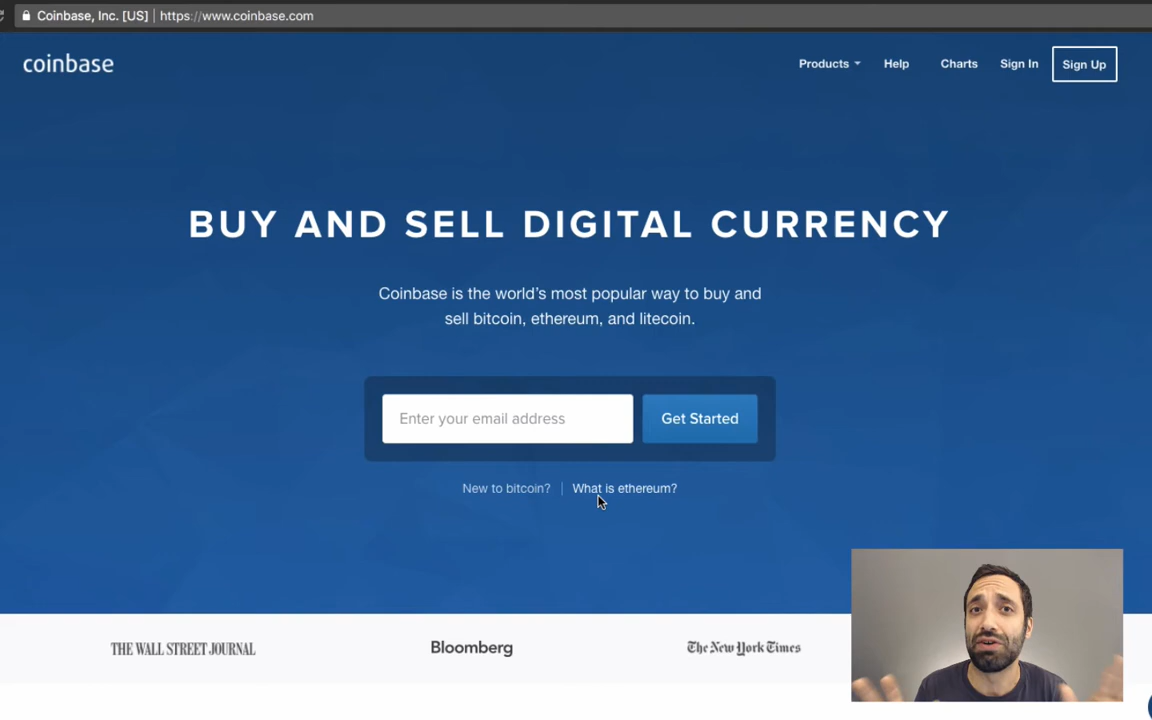 Coinbase, Inc. [US] | https://www.coinbase.com
coinbase
Products Help Charts Sign In Sign Up
BUY AND SELL DIGITAL CURRENCY
Coinbase is the world’s most popular way to buy and
sell bitcoin, ethereum, and litecoin.
Enter your email address Get Started
New to bitcoin? | What is ethereum?
THE WALL STREET JOURNAL Bloomberg The New York Times